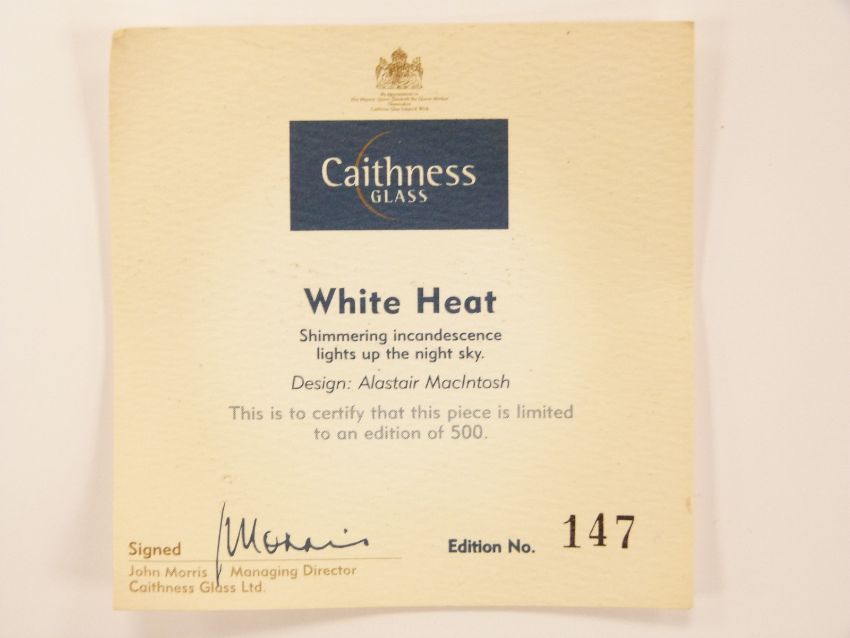 Caithness
GLASS
White Heat
Shimmering incandescence
lights up the night sky.
Design: Alastair MacIntosh
This is to certify that this piece is limited
to an edition of 500.
Signed
Morris
Edition No. 147
John Morris Managing Director
Caithness Glass Ltd.